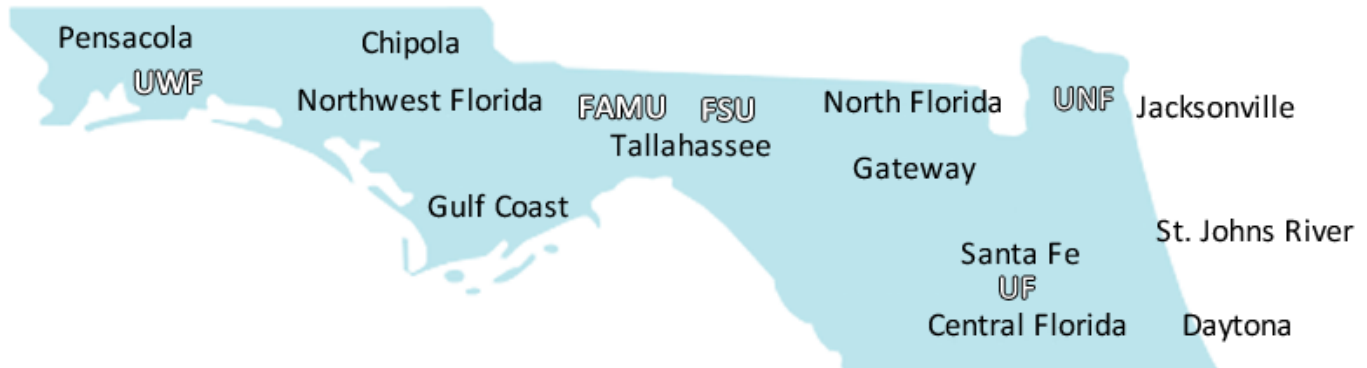 Pensacola
Chipola
UWF
Northwest Florida
FAMU
FSU
North Florida
UNF
Jacksonville
Tallahassee
Gateway
Gulf Coast
St. Johns River
Santa Fe
UF
Central Florida
Daytona